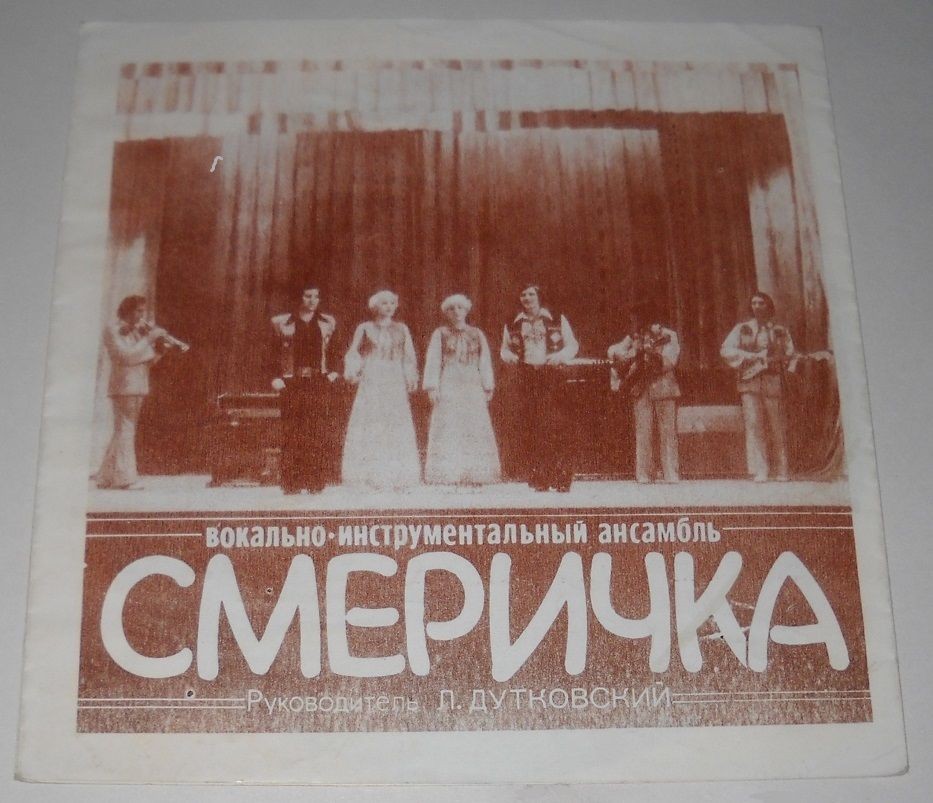 вокально-инструментальный ансамбль
СМЕРИЧКА
Руководитель Л. ДУТКОВСКИЙ